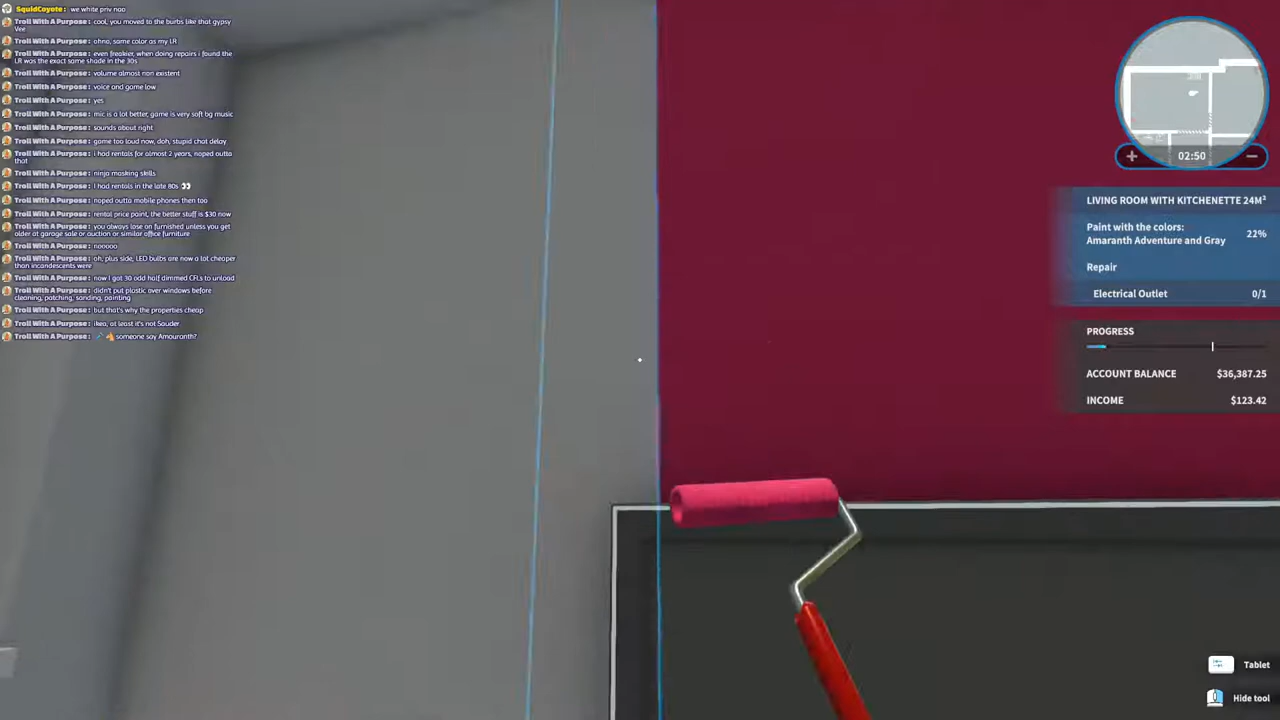 SquidCoyote: we white priv nao
Troll With A Purpose: cool, you moved to the burbs like that gypsy
Vee
Troll With A Purpose: ohno, same color as my LR
Troll With A Purpose: even freakier, when doing repairs i found the
LR was the exact same shade in the 30s
Troll With A Purpose: volume almost non existent
Troll With A Purpose: voice and game low
Troll With A Purpose: yes
Troll With A Purpose: mic is a lot better, game is very soft bg music
Troll With A Purpose: sounds about right
Troll With A Purpose: game too loud now, doh, stupid chat delay
Troll With A Purpose: i had rentals for almost 2 years, noped outta
that
Troll With A Purpose: ninja masking skills
Troll With A Purpose: I had rentals in the late 80s 👀
Troll With A Purpose: noped outta mobile phones then too
Troll With A Purpose: rental price paint, the better stuff is $30 now
Troll With A Purpose: you always lose on furnished unless you get
older at garage sale or auction or similar office furniture
Troll With A Purpose: nooooo
Troll With A Purpose: oh, plus side, LED bulbs are now a lot cheaper
than incandescents were
Troll With A Purpose: now I got 30 odd half dimmed CFLs to unload
Troll With A Purpose: didn't put plastic over windows before
cleaning, patching, sanding, painting
Troll With A Purpose: but that's why the properties cheap
Troll With A Purpose: ikea, at least it's not Sauder
Troll With A Purpose: someone say Amouranth?
+ 02:50 −
LIVING ROOM WITH KITCHENETTE 24M²
Paint with the colors:
Amaranth Adventure and Gray 22%
Repair
Electrical Outlet 0/1
PROGRESS
ACCOUNT BALANCE $36,387.25
INCOME $123.42
Tablet
Hide tool